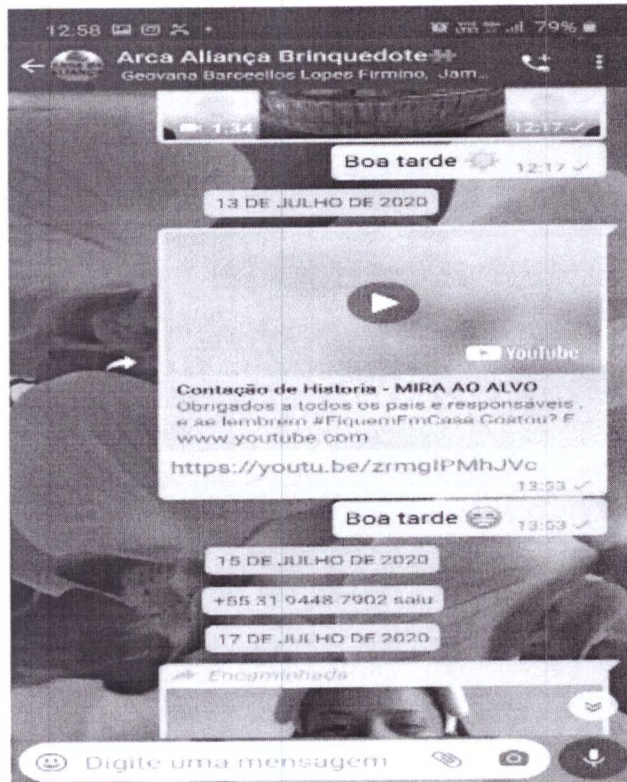 12:58 79%
Arca Aliança Brinquedote
Geovana Barceellos Lopes Firmino, Jam...
1:34 12:17
Boa tarde 12:17
13 DE JULHO DE 2020
YouTube
Contação de Historia - MIRA AO ALVO
Obrigados a todos os pais e responsáveis ,
e se lembrem #FiquemEmCasa Gostou? E
www youtube com
https://youtu.be/zrmgIPMhJVc
13:53
Boa tarde 13:53
15 DE JULHO DE 2020
+55 31 9448-7902 saiu
17 DE JULHO DE 2020
Encaminhada
Digite uma mensagem